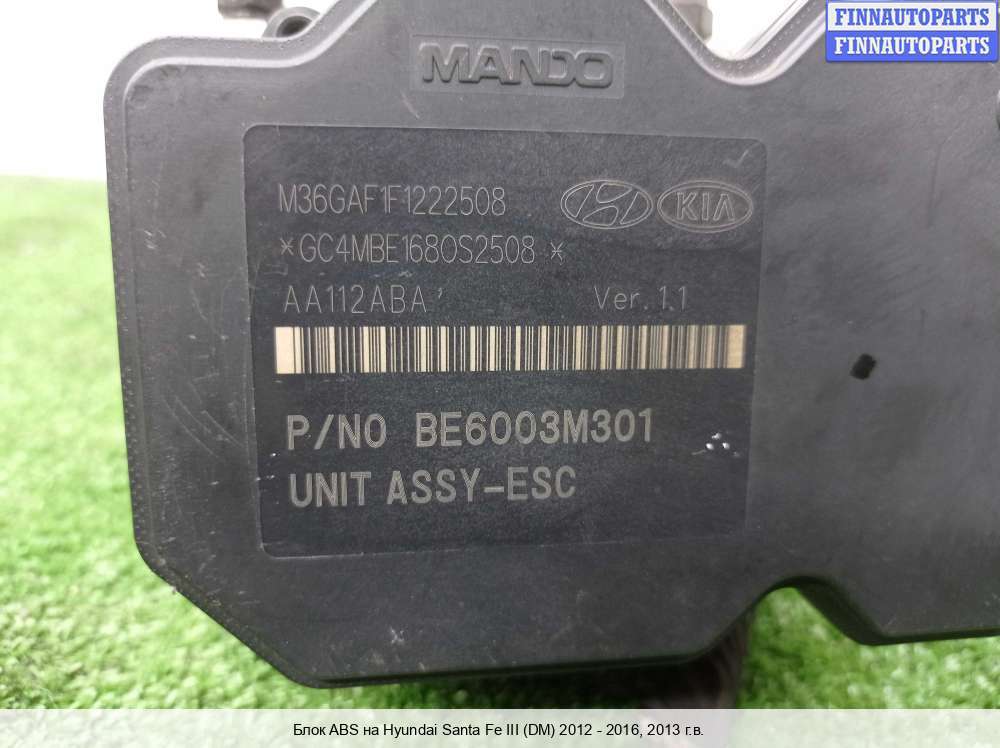 FINNAUTOPARTS
FINNAUTOPARTS
MANDO
M36GAF1F1222508
KIA
*GC4MBE1680S2508 *
AA112ABA
Ver. 1.1
P/NO BE6003M301
UNIT ASSY-ESC
Блок ABS на Hyundai Santa Fe III (DM) 2012 - 2016, 2013 г.в.